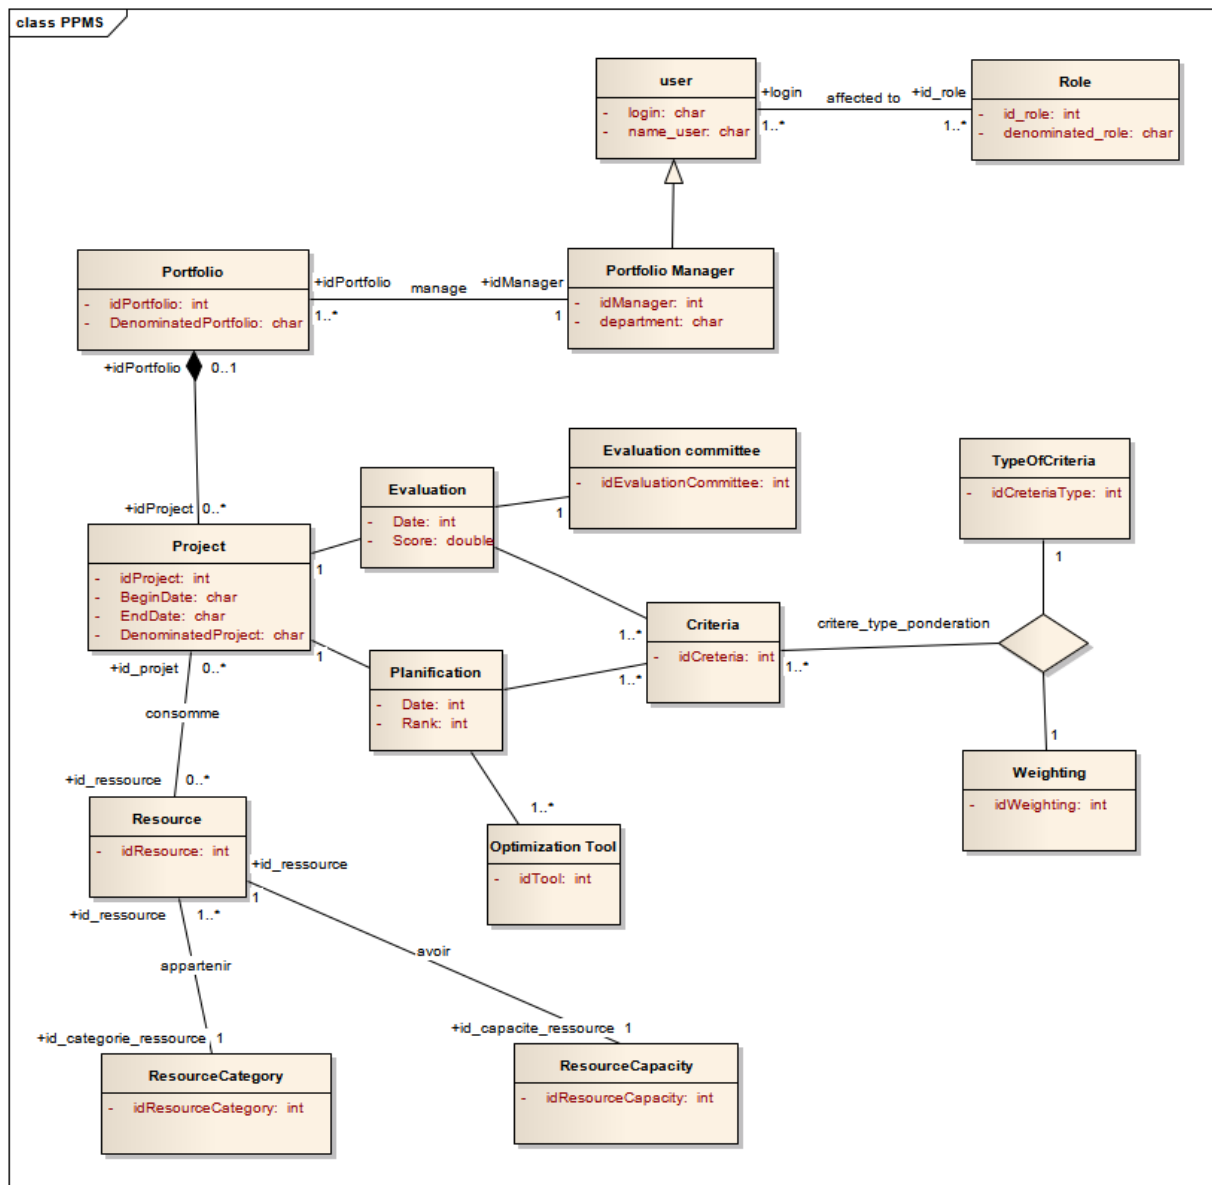 class PPMS
user
- login: char
- name_user: char
+login
1..*
affected to
+id_role
1..*
Role
- id_role: int
- denominated_role: char
Portfolio
- idPortfolio: int
- DenominatedPortfolio: char
+idPortfolio
1..*
manage
+idManager
1
Portfolio Manager
- idManager: int
- department: char
+idPortfolio 0..1
+idProject 0..*
Project
- idProject: int
- BeginDate: char
- EndDate: char
- DenominatedProject: char
1
1
Evaluation
- Date: int
- Score: double
1
Evaluation committee
- idEvaluationCommittee: int
1..*
Criteria
- idCreteria: int
1..*
critere_type_ponderation
1..*
TypeOfCriteria
- idCreteriaType: int
1
1
Weighting
- idWeighting: int
Planification
- Date: int
- Rank: int
1..*
Optimization Tool
- idTool: int
+id_projet 0..*
consomme
+id_ressource 0..*
Resource
- idResource: int
+id_ressource
1
+id_ressource 1..*
appartenir
avoir
+id_categorie_ressource 1
ResourceCategory
- idResourceCategory: int
+id_capacite_ressource 1
ResourceCapacity
- idResourceCapacity: int